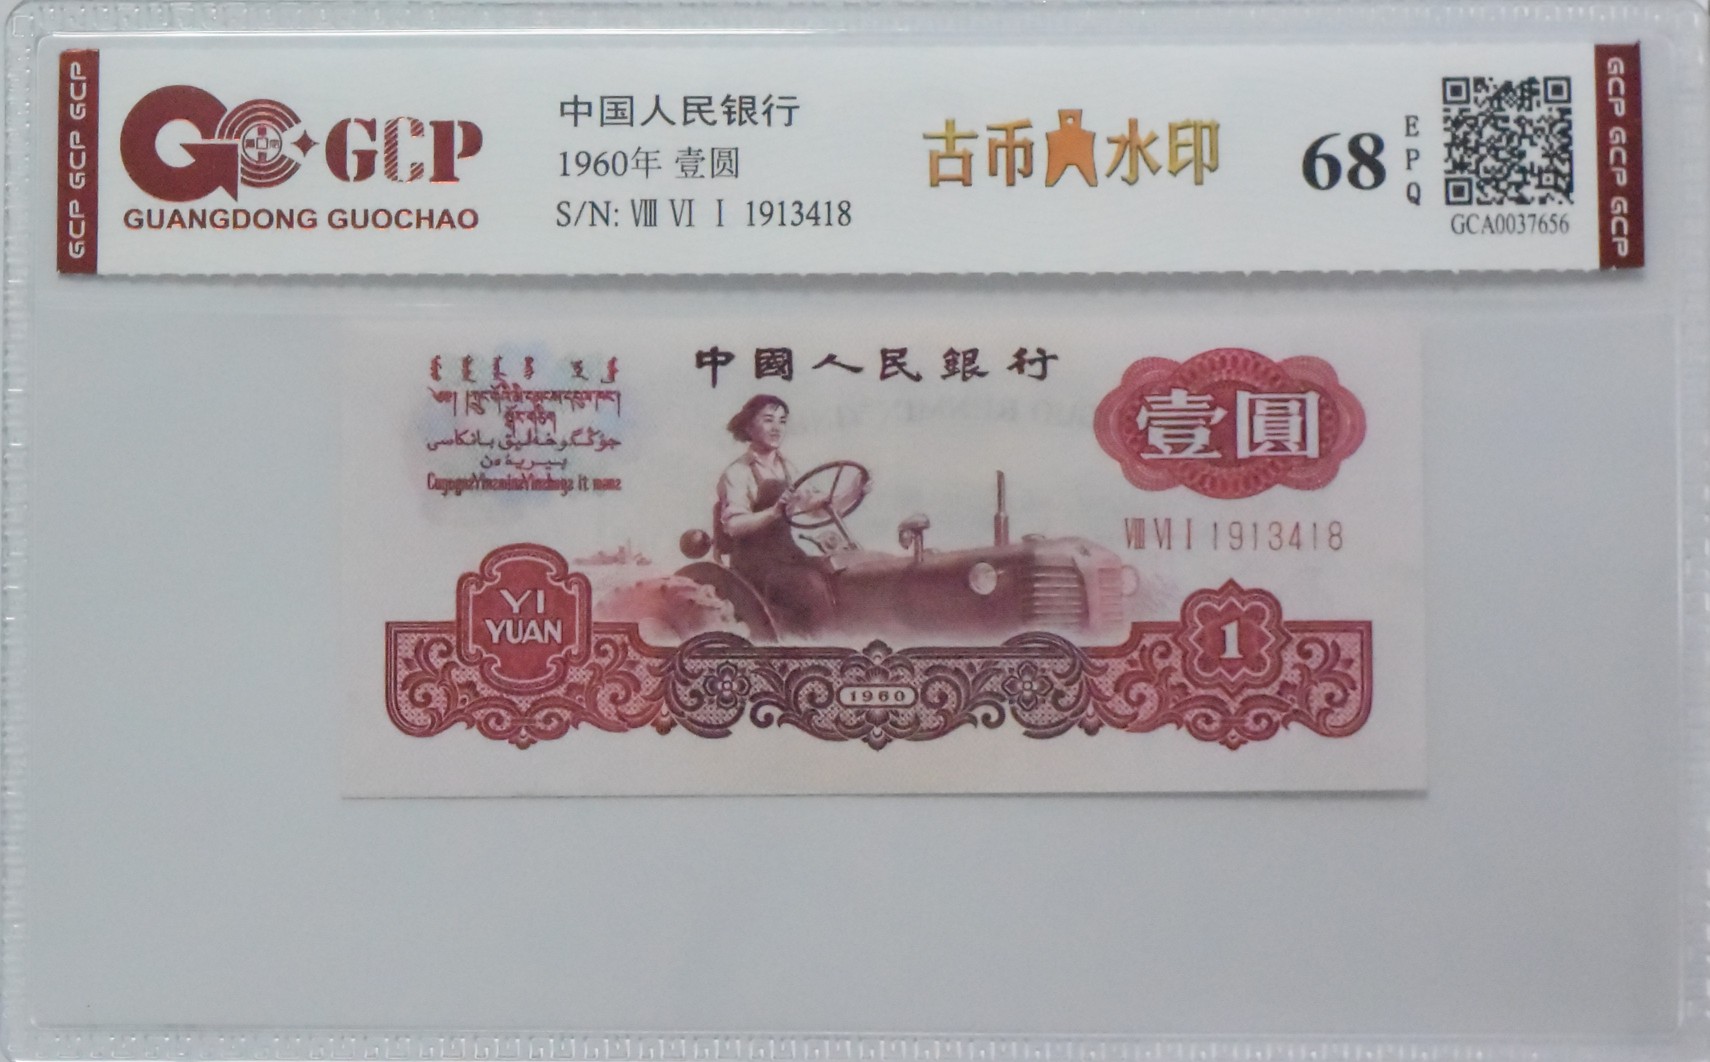 GCP GCP GCP
GCP
GUANGDONG GUOCHAO
中国人民银行
1960年 壹圆
S/N: Ⅷ Ⅵ Ⅰ 1913418
古币水印
68
EPQ
GCA0037656
GCP GCP GCP
中國人民銀行
壹圓
Ⅷ Ⅵ Ⅰ 1913418
YI
YUAN
1
1960